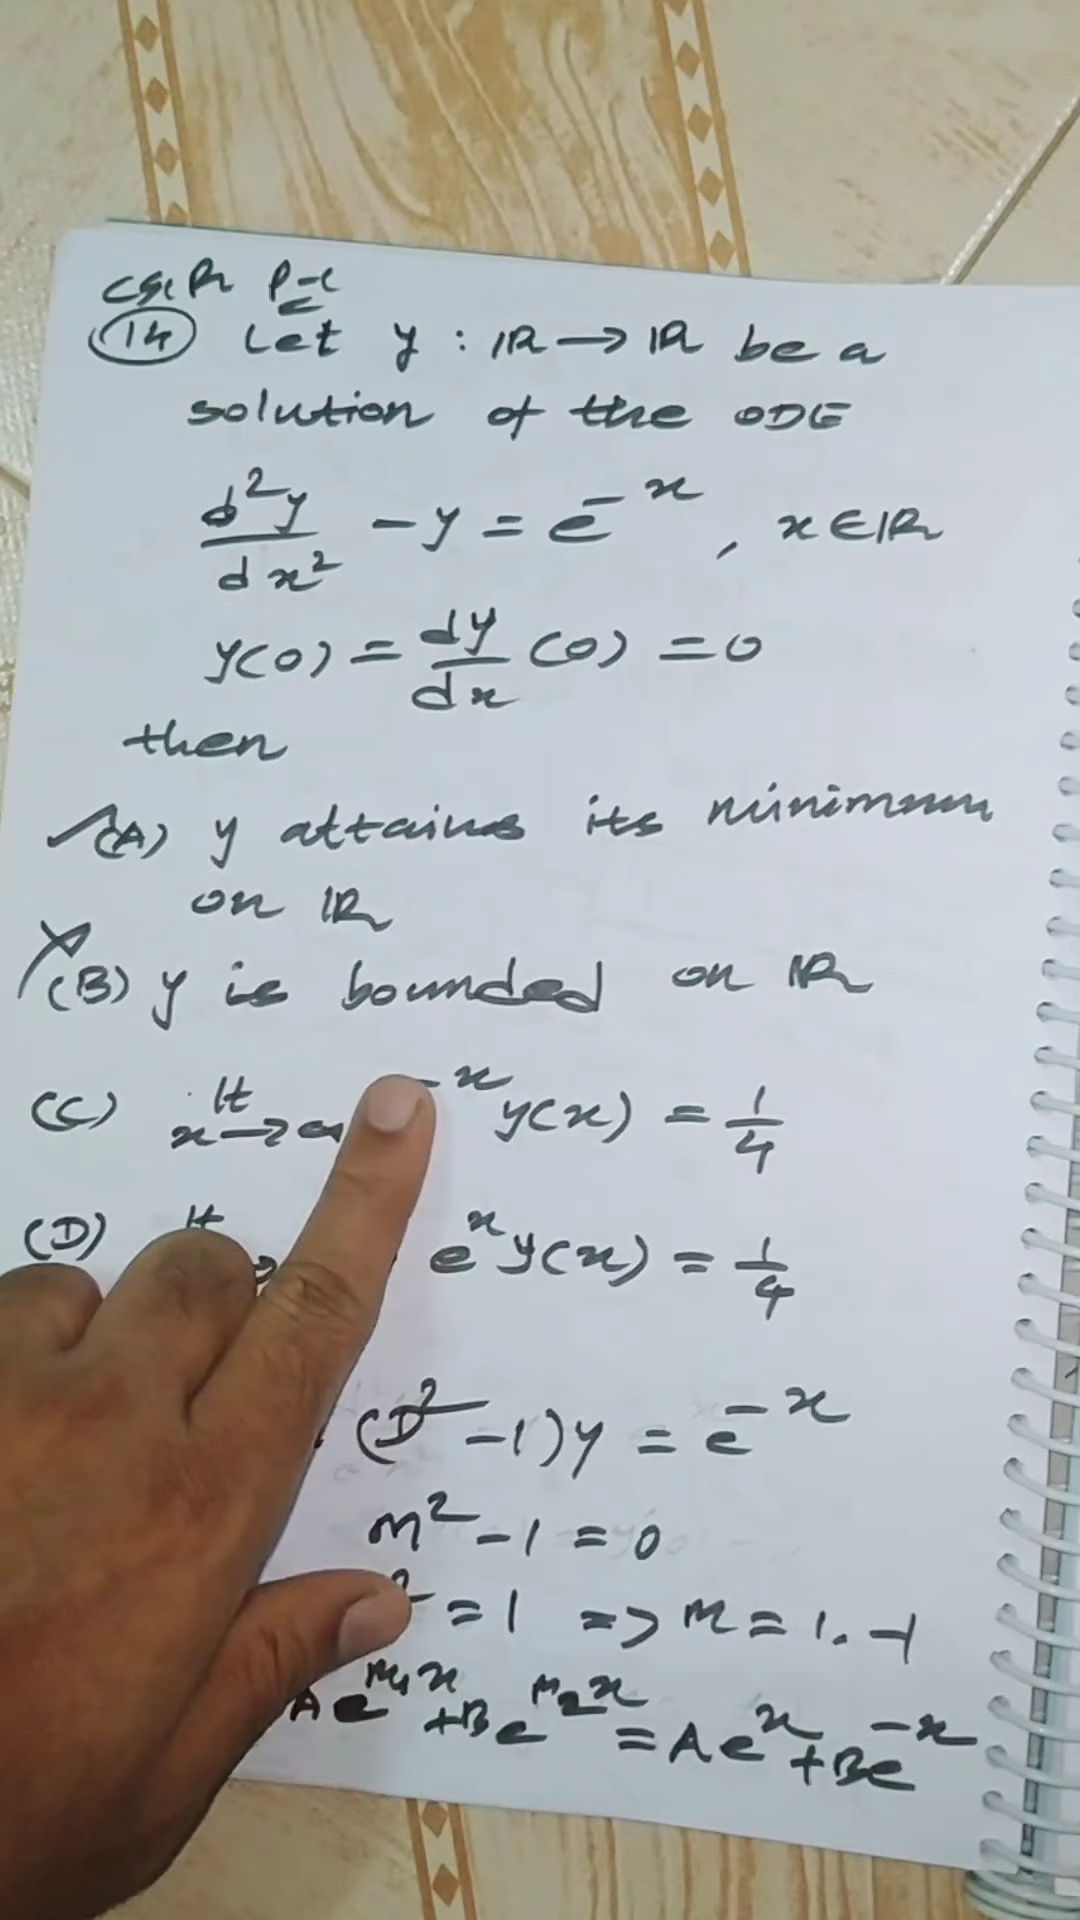 CSIR
(14) Let y : ℝ → ℝ be a
solution of the ODE
d²y/dx² - y = e^-x, x ∈ ℝ
y(0) = dy/dx (0) = 0
then
(A) y attains its minimum
on ℝ
(B) y is bounded on ℝ
(C) lt x→ ^-x y(x) = 1/4
(D) lt e^x y(x) = 1/4
(D² - 1)y = e^-x
m² - 1 = 0
² = 1 => m = 1, -1
Ae^m₁x + Be^m₂x = Ae^x + Be^-x